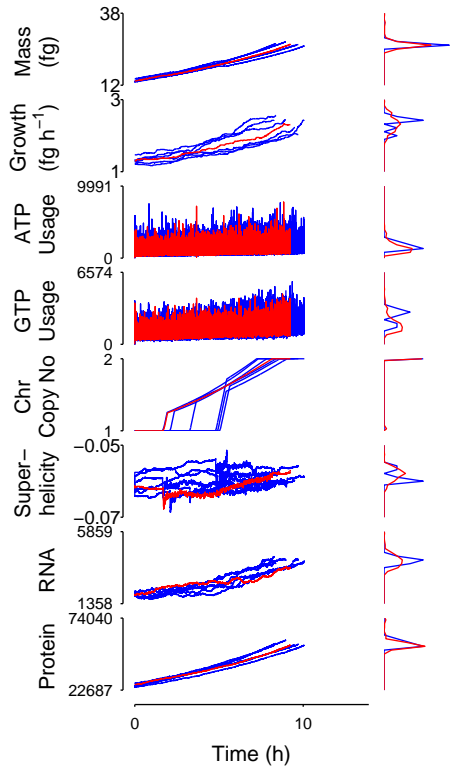 38
Mass
(fg)
12
3
Growth
(fg h−1)
1
9991
ATP
Usage
0
6574
GTP
Usage
0
2
Chr
Copy No
1
−0.05
Super−
helicity
−0.07
5859
RNA
1358
74040
Protein
22687
0 10
Time (h)